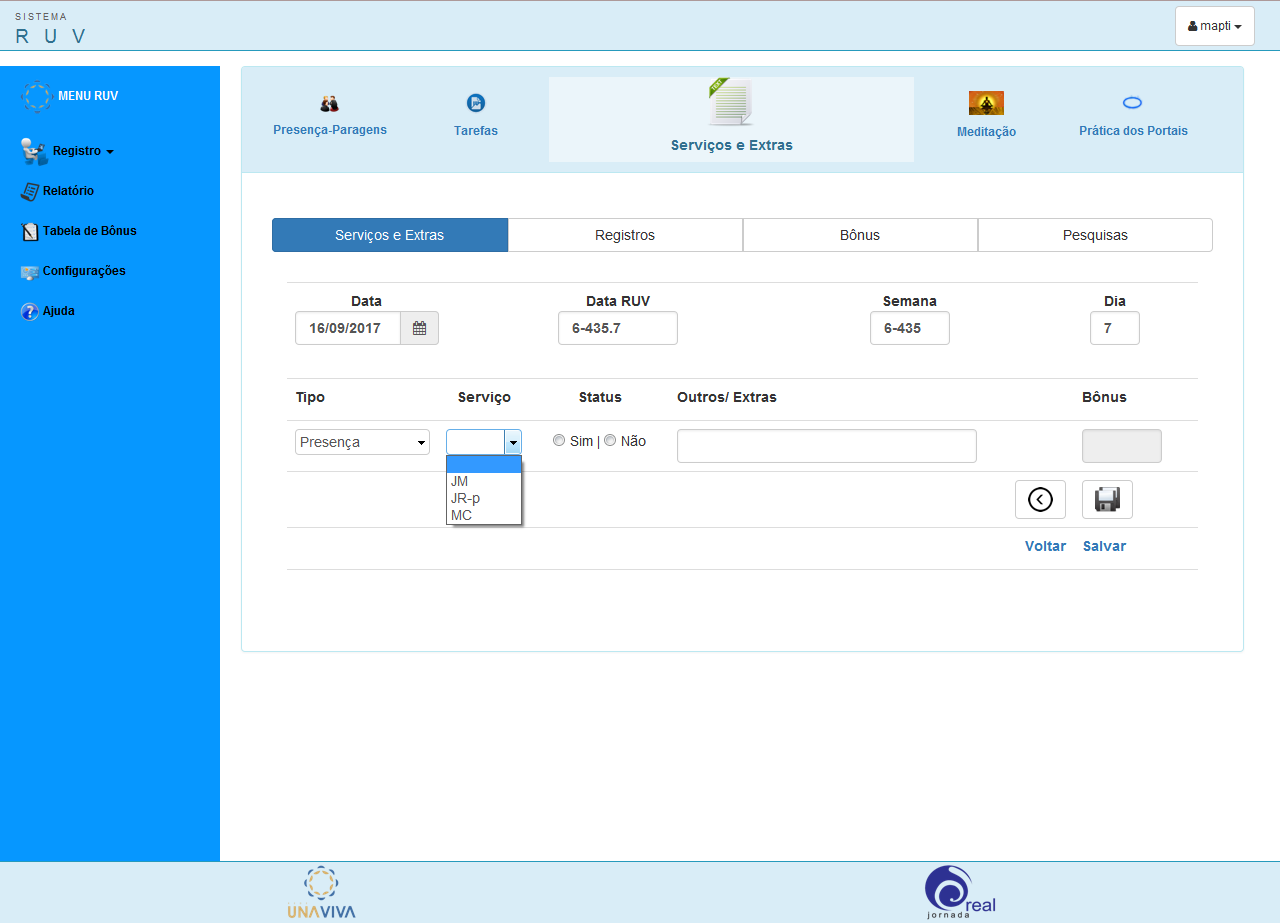 SISTEMA
R U V
mapti
MENU RUV
Registro
Relatório
Tabela de Bônus
Configurações
Ajuda
Presença-Paragens
Tarefas
Serviços e Extras
Meditação
Prática dos Portais
Serviços e Extras Registros Bônus Pesquisas
Data Data RUV Semana Dia
16/09/2017 6-435.7 6-435 7
Tipo Serviço Status Outros/ Extras Bônus
Presença Sim | Não
JM
JR-p
MC
Voltar Salvar
UNAVIVA
real
jornada